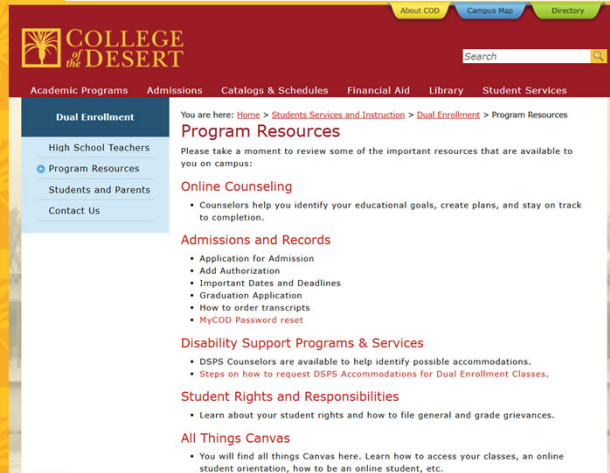 About COD
Campus Map
Directory
COLLEGE
of the DESERT
Search
Academic Programs Admissions Catalogs & Schedules Financial Aid Library Student Services
Dual Enrollment
High School Teachers
Program Resources
Students and Parents
Contact Us
You are here: Home > Students Services and Instruction > Dual Enrollment > Program Resources
Program Resources
Please take a moment to review some of the important resources that are available to
you on campus:
Online Counseling
• Counselors help you identify your educational goals, create plans, and stay on track
to completion.
Admissions and Records
• Application for Admission
• Add Authorization
• Important Dates and Deadlines
• Graduation Application
• How to order transcripts
• MyCOD Password reset
Disability Support Programs & Services
• DSPS Counselors are available to help identify possible accommodations.
• Steps on how to request DSPS Accommodations for Dual Enrollment Classes.
Student Rights and Responsibilities
• Learn about your student rights and how to file general and grade grievances.
All Things Canvas
• You will find all things Canvas here. Learn how to access your classes, an online
student orientation, how to be an online student, etc.